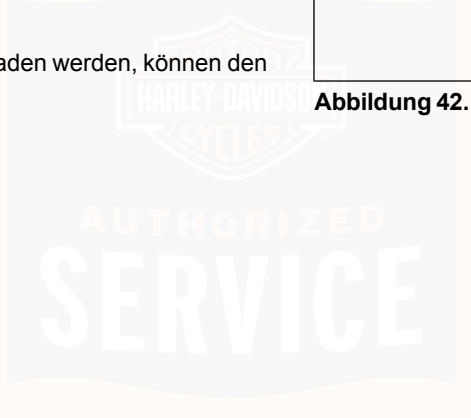 aden werden, können den
Abbildung 42.
HARLEY-DAVIDSON
CYCLES
AUTHORIZED
SERVICE